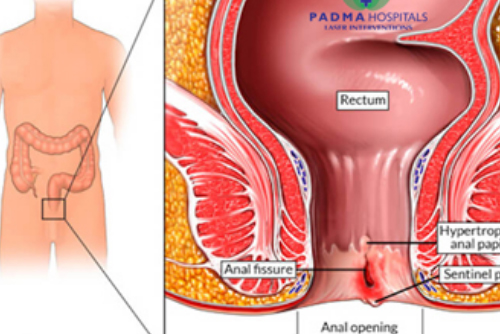 PADMA HOSPITALS
LASER INTERVENTIONS
Rectum
Hypertrop
anal papi
Anal fissure
Sentinel p
Anal opening